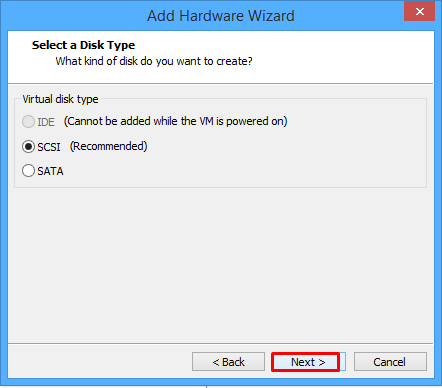 Add Hardware Wizard
Select a Disk Type
What kind of disk do you want to create?
Virtual disk type
IDE (Cannot be added while the VM is powered on)
SCSI (Recommended)
SATA
< Back Next > Cancel